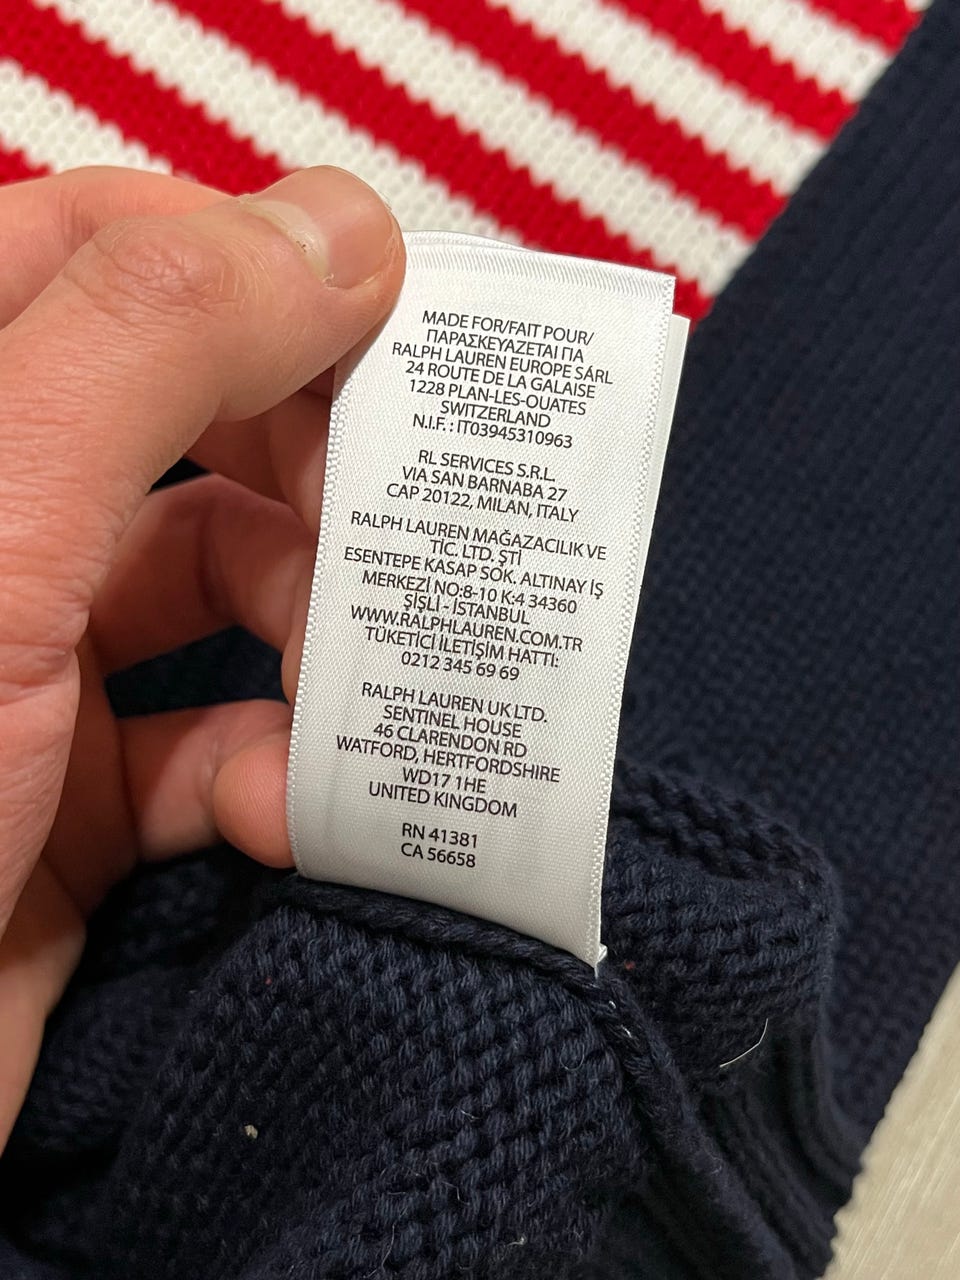 MADE FOR/FAIT POUR/
ΠΑΡΑΣΚΕΥΑΖΕΤΑΙ ΓΙΑ
RALPH LAUREN EUROPE SÁRL
24 ROUTE DE LA GALAISE
1228 PLAN-LES-OUATES
SWITZERLAND
N.I.F. : IT03945310963
RL SERVICES S.R.L.
VIA SAN BARNABA 27
CAP 20122, MILAN, ITALY
RALPH LAUREN MAĞAZACILIK VE
TİC. LTD. ŞTİ
ESENTEPE KASAP SOK. ALTINAY İŞ
MERKEZİ NO:8-10 K:4 34360
ŞİŞLİ - İSTANBUL
WWW.RALPHLAUREN.COM.TR
TÜKETİCİ İLETİŞİM HATTI:
0212 345 69 69
RALPH LAUREN UK LTD.
SENTINEL HOUSE
46 CLARENDON RD
WATFORD, HERTFORDSHIRE
WD17 1HE
UNITED KINGDOM
RN 41381
CA 56658